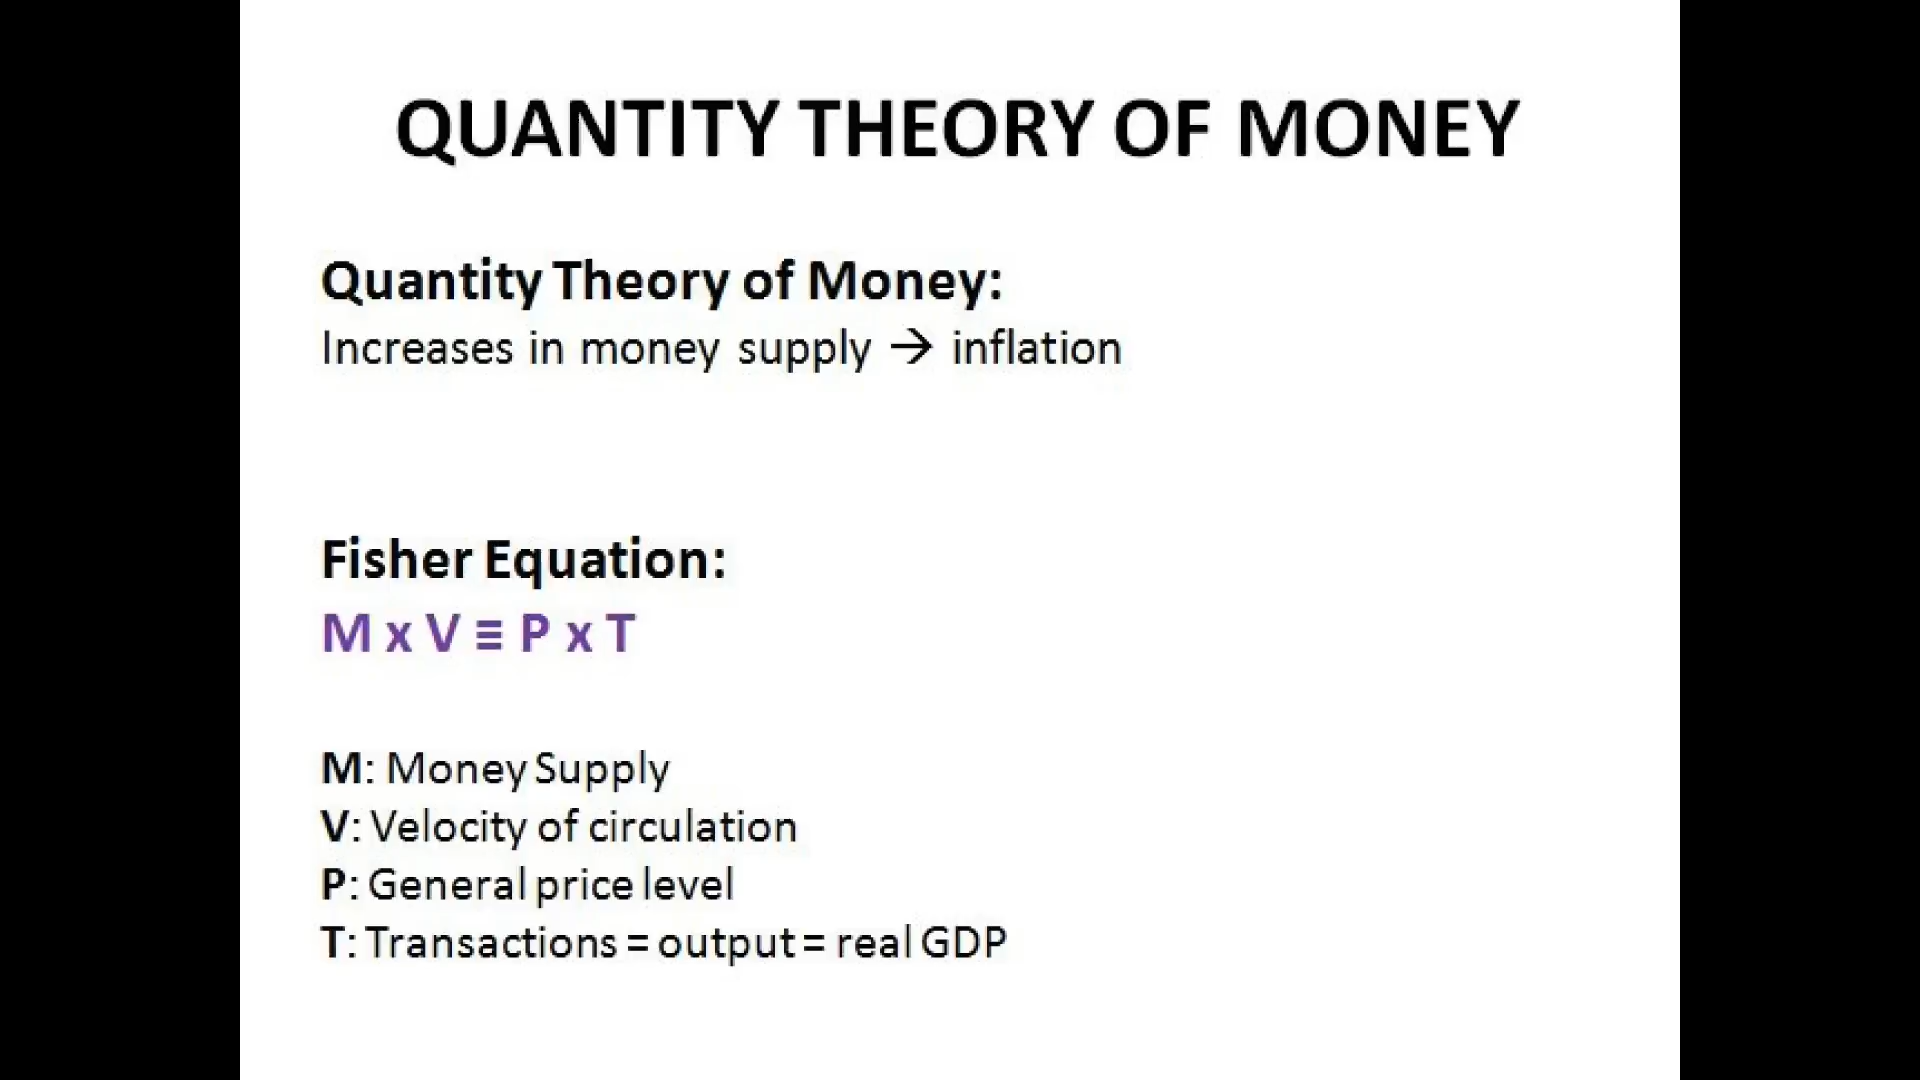 QUANTITY THEORY OF MONEY
Quantity Theory of Money:
Increases in money supply → inflation
Fisher Equation:
M x V ≡ P x T
M: Money Supply
V: Velocity of circulation
P: General price level
T: Transactions = output = real GDP